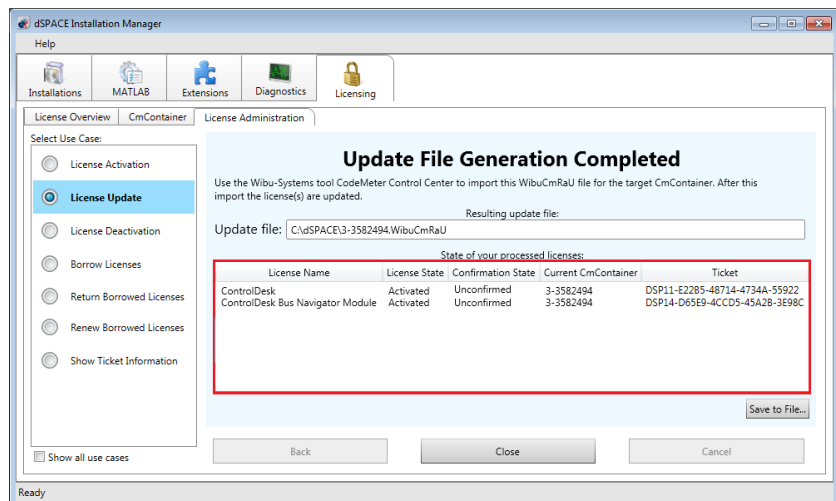 dSPACE Installation Manager
Help
Installations
MATLAB
Extensions
Diagnostics
Licensing
License Overview
CmContainer
License Administration
Select Use Case:
License Activation
License Update
License Deactivation
Borrow Licenses
Return Borrowed Licenses
Renew Borrowed Licenses
Show Ticket Information
Show all use cases
Update File Generation Completed
Use the Wibu-Systems tool CodeMeter Control Center to import this WibuCmRaU file for the target CmContainer. After this
import the license(s) are updated.
Resulting update file:
Update file: C:\dSPACE\3-3582494.WibuCmRaU
State of your processed licenses:
License Name License State Confirmation State Current CmContainer Ticket
ControlDesk Activated Unconfirmed 3-3582494 DSP11-E22B5-48714-4734A-55922
ControlDesk Bus Navigator Module Activated Unconfirmed 3-3582494 DSP14-D65E9-4CCD5-45A2B-3E98C
Save to File...
Back
Close
Cancel
Ready